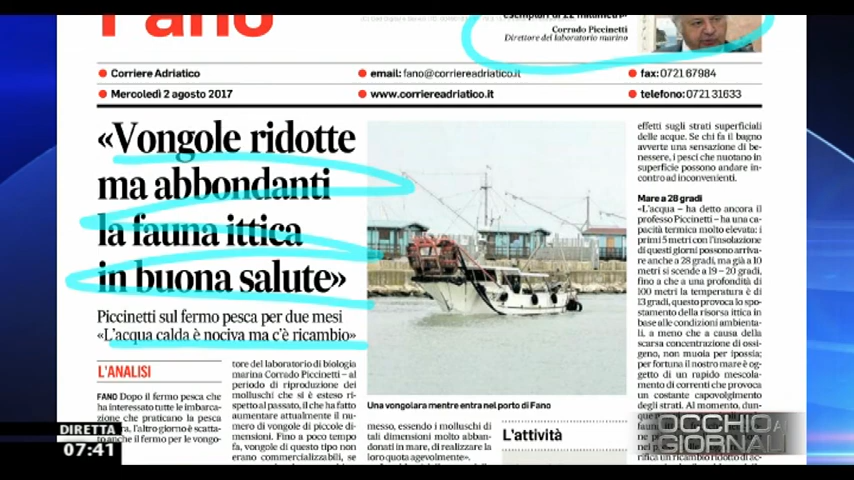 Fano
esemplari di 22 millimetri»
Corrado Piccinetti
Direttore del laboratorio marino
Corriere Adriatico
email: fano@corriereadriatico.it
fax: 0721 67984
Mercoledì 2 agosto 2017
www.corriereadriatico.it
telefono: 0721 31633
«Vongole ridotte
ma abbondanti
la fauna ittica
in buona salute»
Piccinetti sul fermo pesca per due mesi
«L'acqua calda è nociva ma c'è ricambio»
L'ANALISI
FANO Dopo il fermo pesca che
ha interessato tutte le imbarca-
zione che praticano la pesca
l'altro giorno è scatta-
to anche il fermo per le vongo-
tore del laboratorio di biologia
marina Corrado Piccinetti - al
periodo di riproduzione dei
molluschi che si è esteso ri-
spetto al passato, il che ha fatto
aumentare attualmente il nu-
mero di vongole di piccole di-
mensioni. Fino a poco tempo
fa, vongole di questo tipo non
erano commercializzabili, se
Una vongolara mentre entra nel porto di Fano
messo, essendo i molluschi di
tali dimensioni molto abbon-
danti in mare, di realizzare la
loro quota agevolmente».
L'attività
effetti sugli strati superficiali
delle acque. Se chi fa il bagno
avverte una sensazione di be-
nessere, i pesci che nuotano in
superficie possono andare in-
contro ad inconvenienti.
Mare a 28 gradi
«L'acqua - ha detto ancora il
professo Piccinetti - ha una ca-
pacità termica molto elevata: i
primi 5 metri con l'insolazione
di questi giorni possono arriva-
re anche a 28 gradi, ma già a 10
metri si scende a 19 - 20 gradi,
fino a che a una profondità di
100 metri la temperatura è di
13 gradi, questo provoca lo spo-
stamento della risorsa ittica in
base alle condizioni ambienta-
li, a meno che a causa della
scarsa concentrazione di os-
sigeno, non muoia per ipossia;
per fortuna il nostro mare è og-
getto di un rapido mescola-
mento di correnti che provoca
un costante capovolgimento
degli strati. Al momento, dun-
rifica un ricambio ridotto di ac-
OCCHIO AI
GIORNALI
DIRETTA
07:41